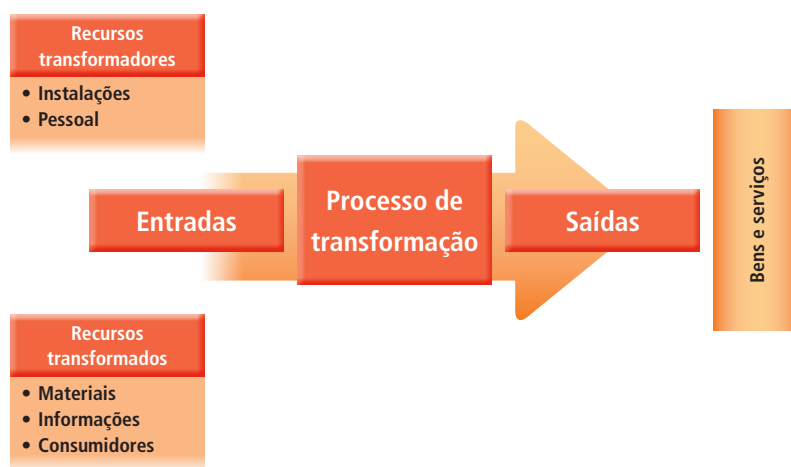 Recursos
transformadores
• Instalações
• Pessoal
Entradas
Processo de
transformação
Saídas
Bens e serviços
Recursos
transformados
• Materiais
• Informações
• Consumidores